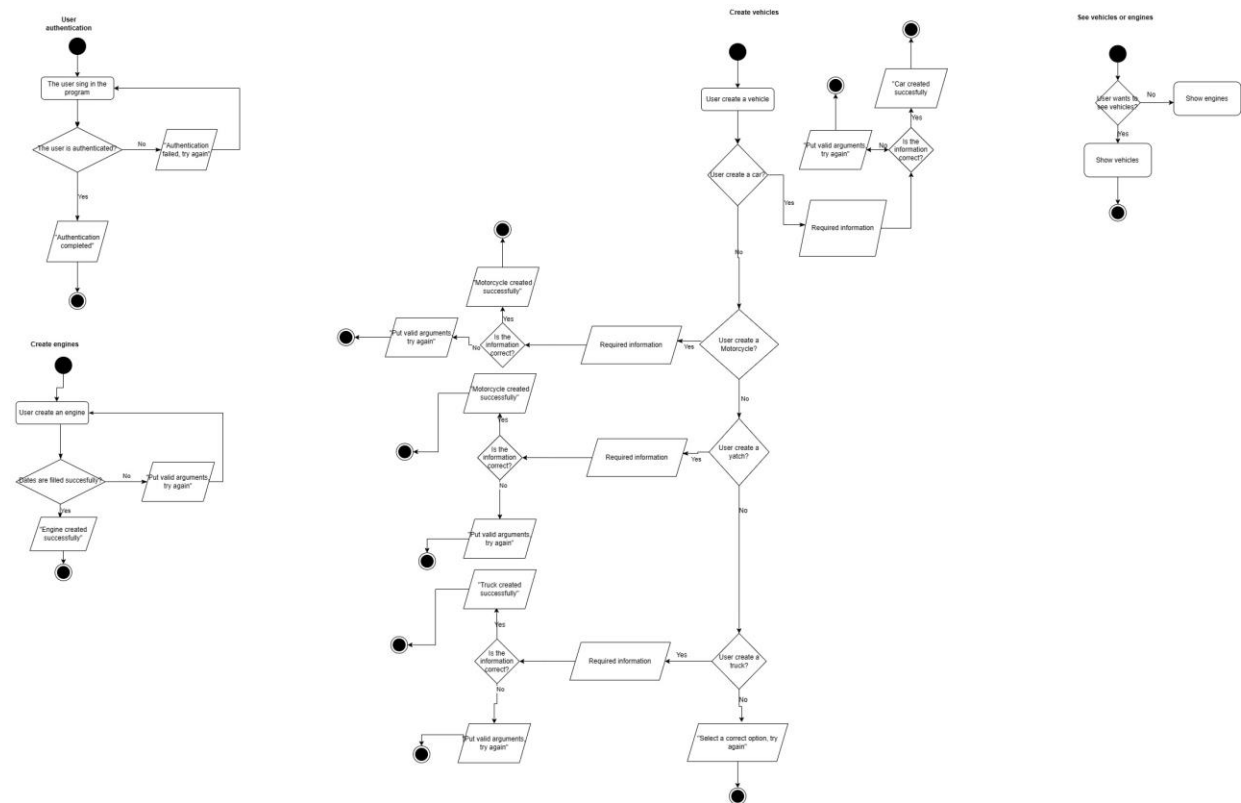 User
authentication
The user sing in the
program
The user is authenticated?
No
"Authentication
failed, try again"
Yes
"Authentication
completed"
Create engines
User create an engine
Dates are filled succesfully?
No
"Put valid arguments,
try again"
Yes
"Engine created
successfully"
Create vehicles
User create a vehicle
User create a car?
Yes
Required information
Is the
information
correct?
No
"Put valid arguments,
try again"
Yes
"Car created
succesfully
No
User create a
Motorcycle?
Yes
Required information
Is the
information
correct?
No
"Put valid arguments,
try again"
Yes
"Motorcycle created
successfully"
No
User create a
yatch?
Yes
Required information
Is the
information
correct?
Yes
"Motorcycle created
successfully"
No
"Put valid arguments,
try again"
No
User create a
truck?
Yes
Required information
Is the
information
correct?
Yes
"Truck created
successfully"
No
"Put valid arguments,
try again"
No
"Select a correct option, try
again"
See vehicles or engines
User wants to
see vehicles?
No
Show engines
Yes
Show vehicles